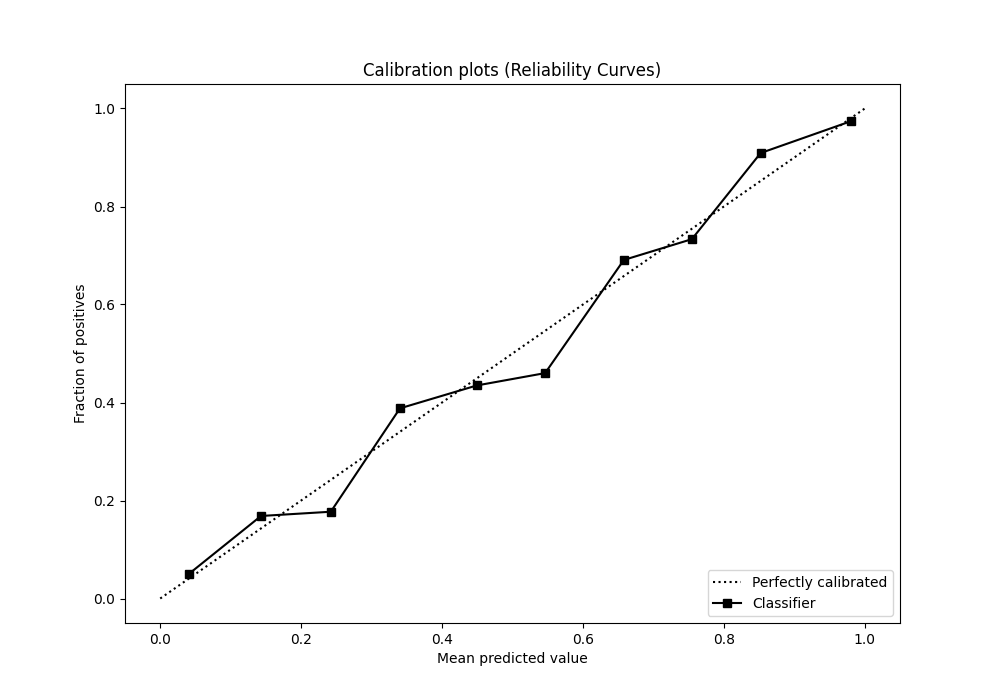 Calibration plots (Reliability Curves)
Fraction of positives
1.0
0.8
0.6
0.4
0.2
0.0
0.0 0.2 0.4 0.6 0.8 1.0
Mean predicted value
Perfectly calibrated
Classifier